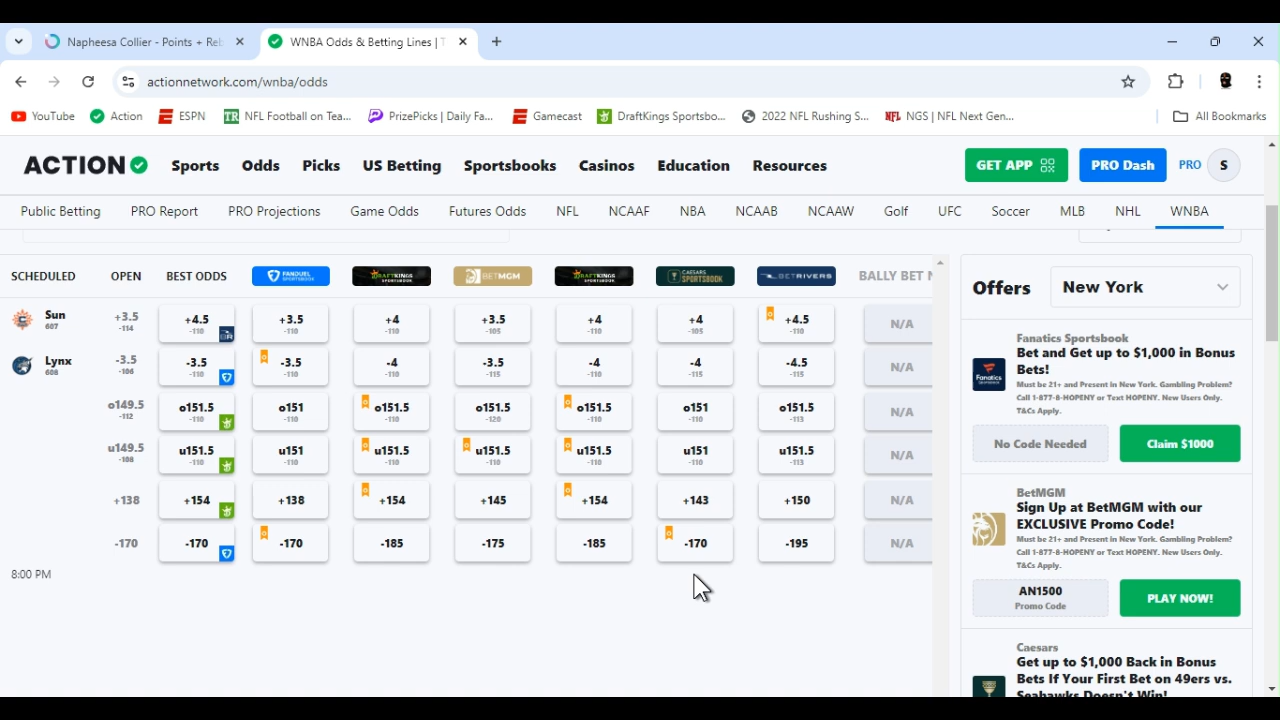 Napheesa Collier - Points + Reb
WNBA Odds & Betting Lines | T
actionnetwork.com/wnba/odds
YouTube Action ESPN NFL Football on Tea... PrizePicks | Daily Fa... Gamecast DraftKings Sportsbo... 2022 NFL Rushing S... NFL NGS | NFL Next Gen... All Bookmarks
ACTION Sports Odds Picks US Betting Sportsbooks Casinos Education Resources GET APP PRO Dash PRO S
Public Betting PRO Report PRO Projections Game Odds Futures Odds NFL NCAAF NBA NCAAB NCAAW Golf UFC Soccer MLB NHL WNBA
SCHEDULED OPEN BEST ODDS FANDUEL SPORTSBOOK DRAFTKINGS SPORTSBOOK BETMGM DRAFTKINGS SPORTSBOOK CAESARS SPORTSBOOK BETRIVERS BALLY BET N
Sun +3.5 +4.5 +3.5 +4 +3.5 +4 +4 +4.5 N/A
607 -114 -110 -110 -110 -105 -110 -105 -110
Lynx -3.5 -3.5 -3.5 -4 -3.5 -4 -4 -4.5 N/A
608 -106 -110 -110 -110 -115 -110 -115 -115
o149.5 o151.5 o151 o151.5 o151.5 o151.5 o151 o151.5 N/A
-112 -110 -110 -110 -120 -110 -110 -113
u149.5 u151.5 u151 u151.5 u151.5 u151.5 u151 u151.5 N/A
-108 -110 -110 -110 -110 -110 -110 -113
+138 +154 +138 +154 +145 +154 +143 +150 N/A
-170 -170 -170 -185 -175 -185 -170 -195 N/A
8:00 PM
Offers New York
Fanatics Sportsbook
Bet and Get up to $1,000 in Bonus
Bets!
Must be 21+ and Present in New York. Gambling Problem?
Call 1-877-8-HOPENY or Text HOPENY. New Users Only.
T&Cs Apply.
Fanatics
No Code Needed Claim $1000
BetMGM
Sign Up at BetMGM with our
EXCLUSIVE Promo Code!
Must be 21+ and Present in New York. Gambling Problem?
Call 1-877-8-HOPENY or Text HOPENY. New Users Only.
T&Cs Apply.
AN1500
Promo Code
PLAY NOW!
Caesars
Get up to $1,000 Back in Bonus
Bets If Your First Bet on 49ers vs.
Seahawks Doesn't Win!